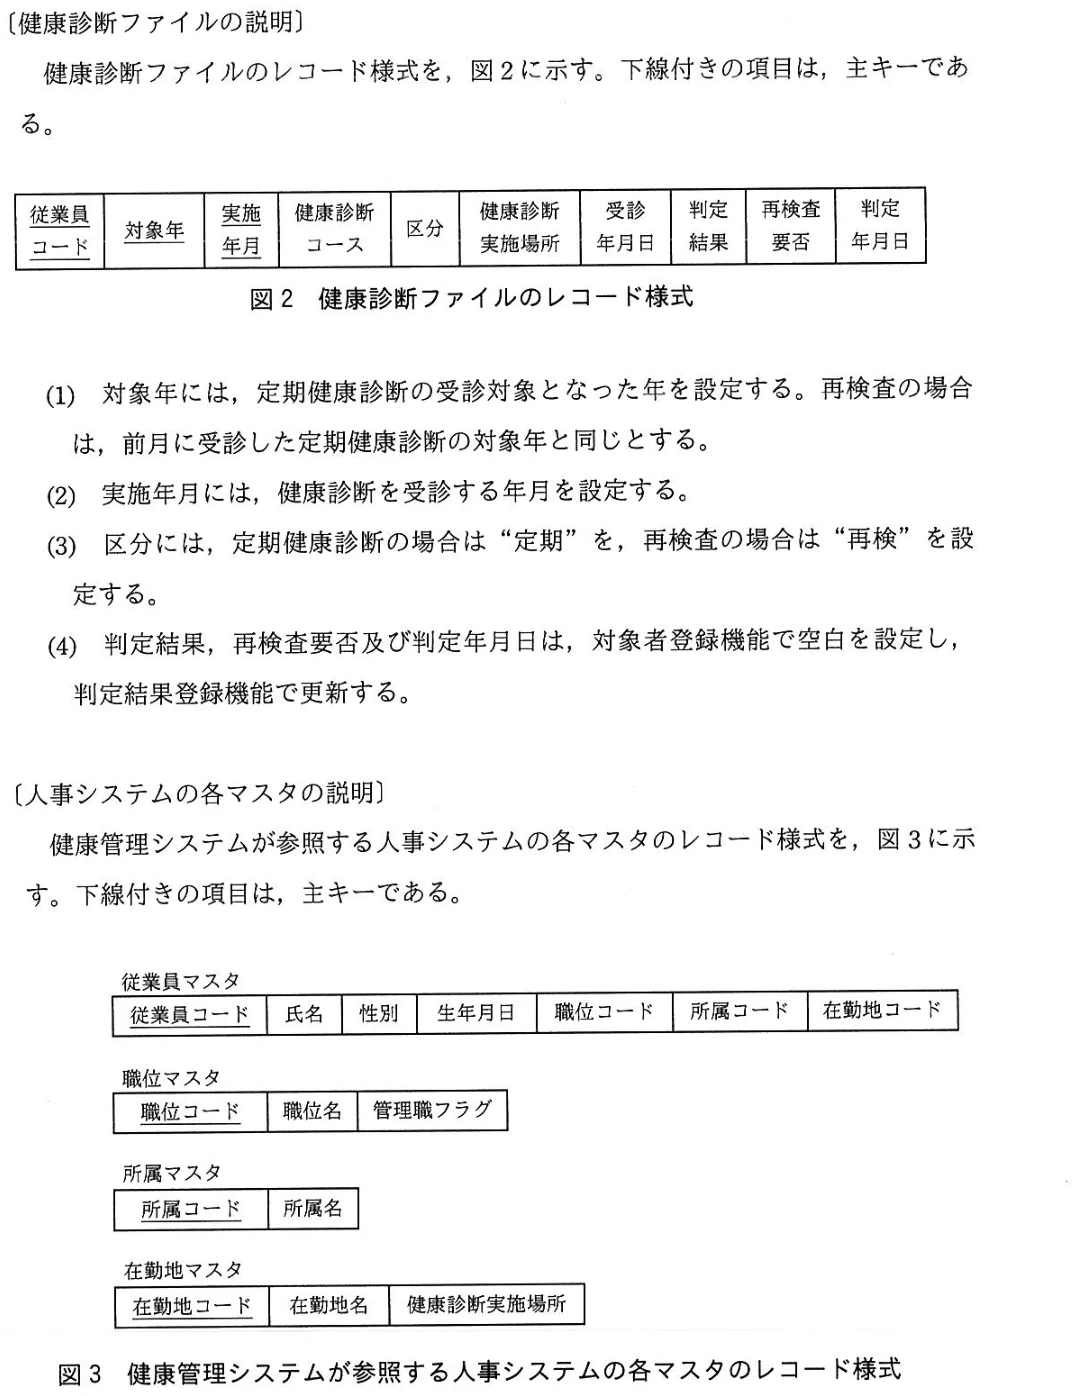 〔健康診断ファイルの説明〕
健康診断ファイルのレコード様式を，図2に示す。下線付きの項目は，主キーであ
る。
従業員コード 対象年 実施年月 健康診断コース 区分 健康診断実施場所 受診年月日 判定結果 再検査要否 判定年月日
図2 健康診断ファイルのレコード様式
(1) 対象年には，定期健康診断の受診対象となった年を設定する。再検査の場合
は，前月に受診した定期健康診断の対象年と同じとする。
(2) 実施年月には，健康診断を受診する年月を設定する。
(3) 区分には，定期健康診断の場合は“定期”を，再検査の場合は“再検”を設
定する。
(4) 判定結果，再検査要否及び判定年月日は，対象者登録機能で空白を設定し，
判定結果登録機能で更新する。
〔人事システムの各マスタの説明〕
健康管理システムが参照する人事システムの各マスタのレコード様式を，図3に示
す。下線付きの項目は，主キーである。
従業員マスタ
従業員コード 氏名 性別 生年月日 職位コード 所属コード 在勤地コード
職位マスタ
職位コード 職位名 管理職フラグ
所属マスタ
所属コード 所属名
在勤地マスタ
在勤地コード 在勤地名 健康診断実施場所
図3 健康管理システムが参照する人事システムの各マスタのレコード様式